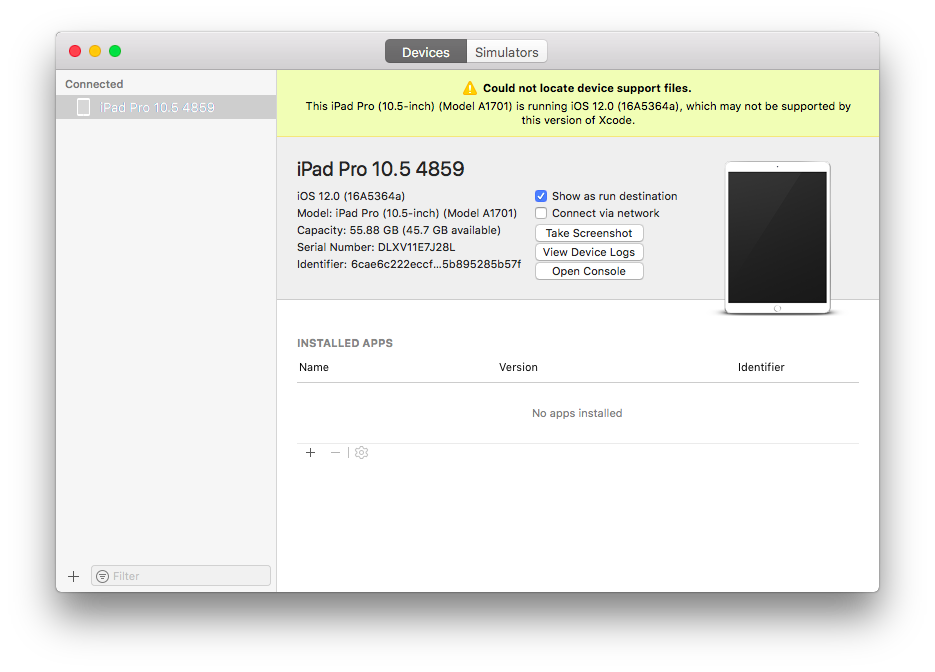 Devices
Simulators
Connected
iPad Pro 10.5 4859
Could not locate device support files.
This iPad Pro (10.5-inch) (Model A1701) is running iOS 12.0 (16A5364a), which may not be supported by
this version of Xcode.
iPad Pro 10.5 4859
iOS 12.0 (16A5364a)
Model: iPad Pro (10.5-inch) (Model A1701)
Capacity: 55.88 GB (45.7 GB available)
Serial Number: DLXV11E7J28L
Identifier: 6cae6c222eccf...5b895285b57f
Show as run destination
Connect via network
Take Screenshot
View Device Logs
Open Console
INSTALLED APPS
Name Version Identifier
No apps installed
Filter